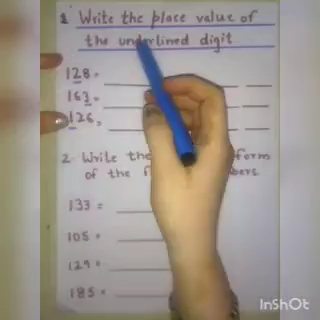 1 Write the place value of
the underlined digit
128=
163=
126=
2. Write the form
of the
133 =
105 =
129 =
185 =
InShOt